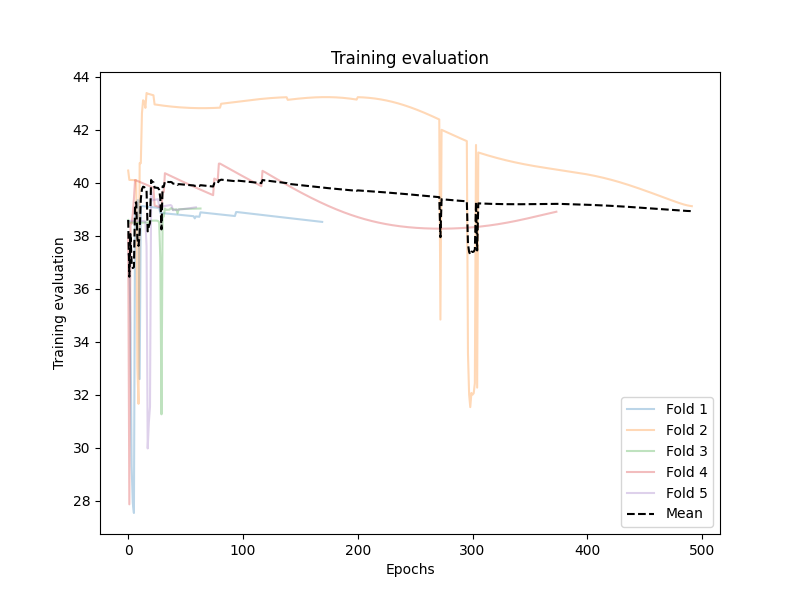 Training evaluation
44
42
40
38
36
34
32
30
28
Training evaluation
0
100
200
300
400
500
Epochs
Fold 1
Fold 2
Fold 3
Fold 4
Fold 5
Mean